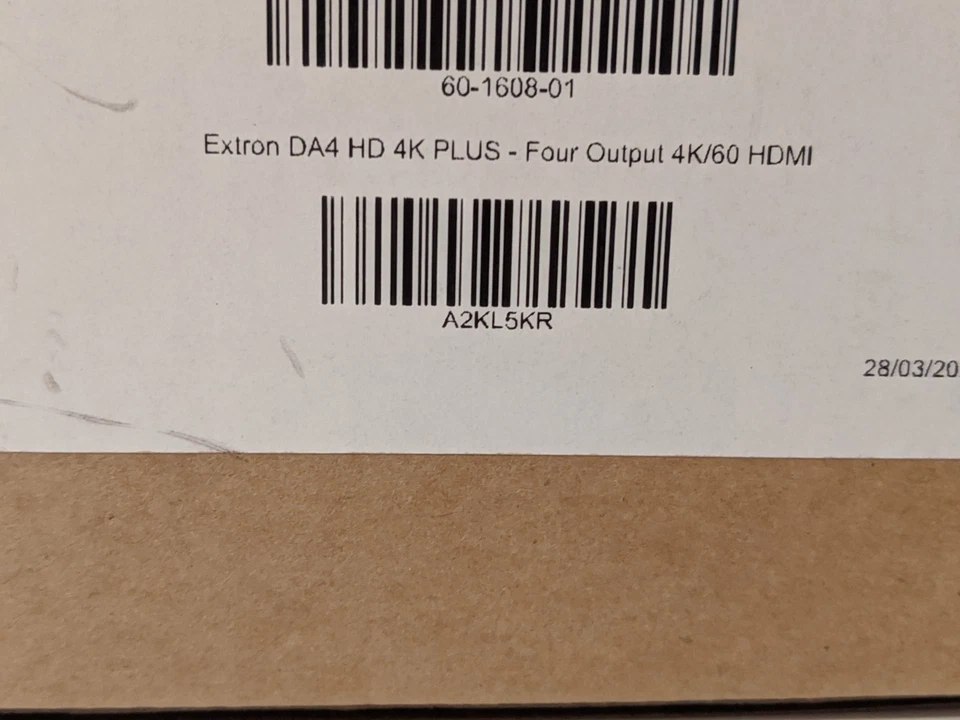 60-1608-01
Extron DA4 HD 4K PLUS - Four Output 4K/60 HDMI
A2KL5KR
28/03/20